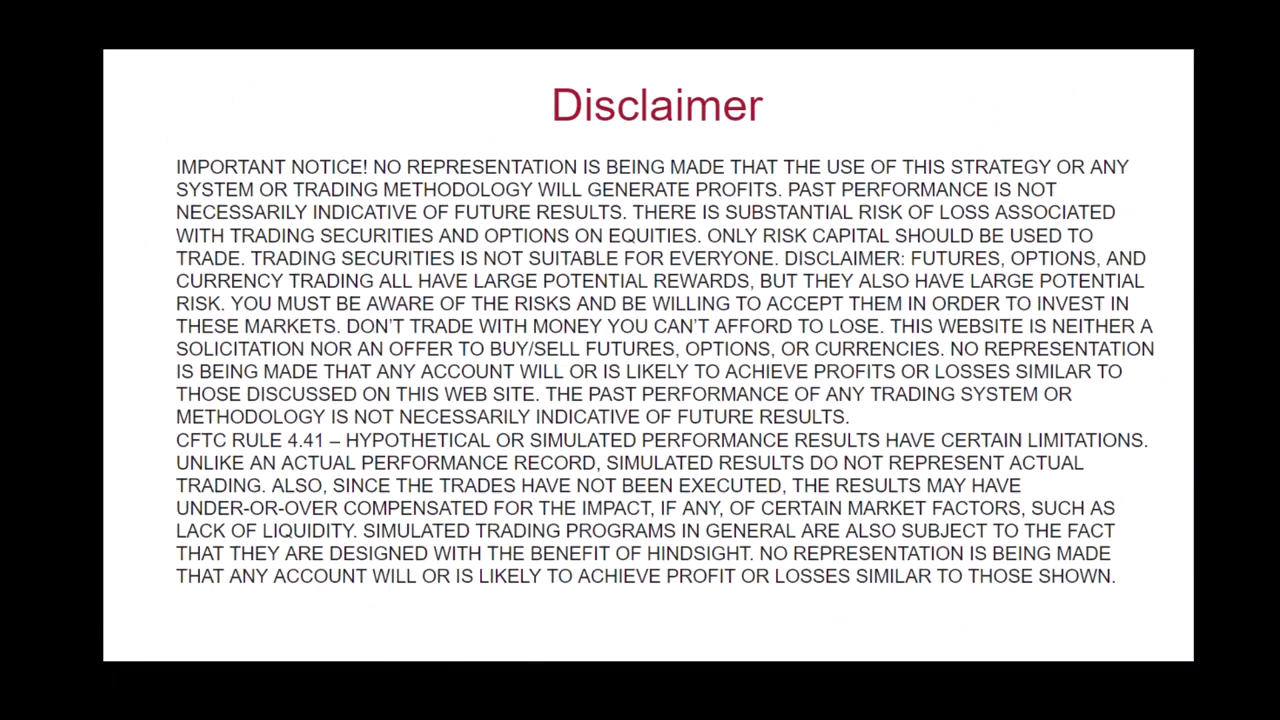 Disclaimer
IMPORTANT NOTICE! NO REPRESENTATION IS BEING MADE THAT THE USE OF THIS STRATEGY OR ANY
SYSTEM OR TRADING METHODOLOGY WILL GENERATE PROFITS. PAST PERFORMANCE IS NOT
NECESSARILY INDICATIVE OF FUTURE RESULTS. THERE IS SUBSTANTIAL RISK OF LOSS ASSOCIATED
WITH TRADING SECURITIES AND OPTIONS ON EQUITIES. ONLY RISK CAPITAL SHOULD BE USED TO
TRADE. TRADING SECURITIES IS NOT SUITABLE FOR EVERYONE. DISCLAIMER: FUTURES, OPTIONS, AND
CURRENCY TRADING ALL HAVE LARGE POTENTIAL REWARDS, BUT THEY ALSO HAVE LARGE POTENTIAL
RISK. YOU MUST BE AWARE OF THE RISKS AND BE WILLING TO ACCEPT THEM IN ORDER TO INVEST IN
THESE MARKETS. DON'T TRADE WITH MONEY YOU CAN'T AFFORD TO LOSE. THIS WEBSITE IS NEITHER A
SOLICITATION NOR AN OFFER TO BUY/SELL FUTURES, OPTIONS, OR CURRENCIES. NO REPRESENTATION
IS BEING MADE THAT ANY ACCOUNT WILL OR IS LIKELY TO ACHIEVE PROFITS OR LOSSES SIMILAR TO
THOSE DISCUSSED ON THIS WEB SITE. THE PAST PERFORMANCE OF ANY TRADING SYSTEM OR
METHODOLOGY IS NOT NECESSARILY INDICATIVE OF FUTURE RESULTS.
CFTC RULE 4.41 – HYPOTHETICAL OR SIMULATED PERFORMANCE RESULTS HAVE CERTAIN LIMITATIONS.
UNLIKE AN ACTUAL PERFORMANCE RECORD, SIMULATED RESULTS DO NOT REPRESENT ACTUAL
TRADING. ALSO, SINCE THE TRADES HAVE NOT BEEN EXECUTED, THE RESULTS MAY HAVE
UNDER-OR-OVER COMPENSATED FOR THE IMPACT, IF ANY, OF CERTAIN MARKET FACTORS, SUCH AS
LACK OF LIQUIDITY. SIMULATED TRADING PROGRAMS IN GENERAL ARE ALSO SUBJECT TO THE FACT
THAT THEY ARE DESIGNED WITH THE BENEFIT OF HINDSIGHT. NO REPRESENTATION IS BEING MADE
THAT ANY ACCOUNT WILL OR IS LIKELY TO ACHIEVE PROFIT OR LOSSES SIMILAR TO THOSE SHOWN.